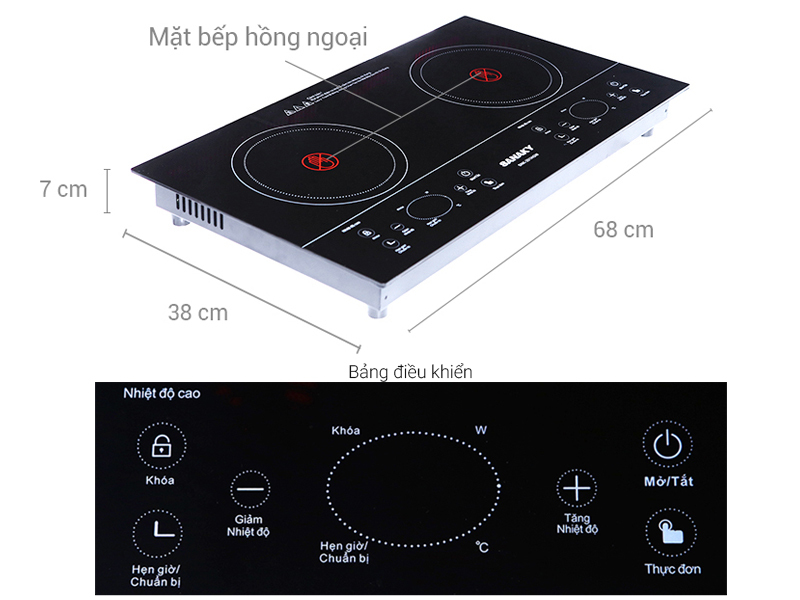 Mặt bếp hồng ngoại
SANAKY
7 cm
68 cm
38 cm
Bảng điều khiển
Nhiệt độ cao
Khóa
W
Khóa
Mở/Tắt
Giảm
Nhiệt độ
Tăng
Nhiệt độ
Hẹn giờ/
Chuẩn bị
°C
Hẹn giờ/
Chuẩn bị
Thực đơn